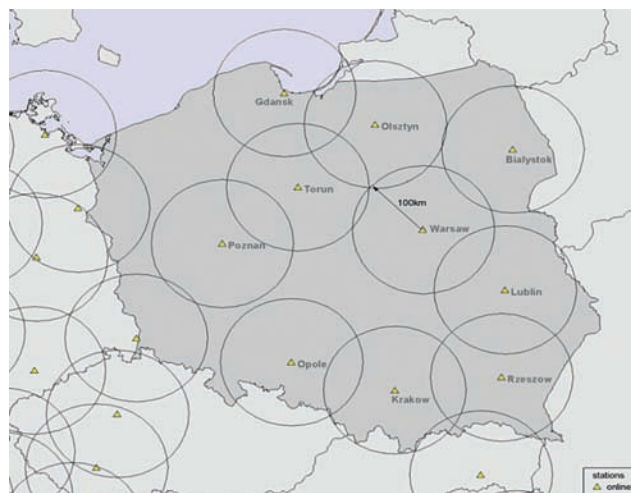 Gdansk
Olsztyn
Bialystok
Torun
100km
Warsaw
Poznan
Lublin
Opole
Rzeszow
Krakow
stations
online